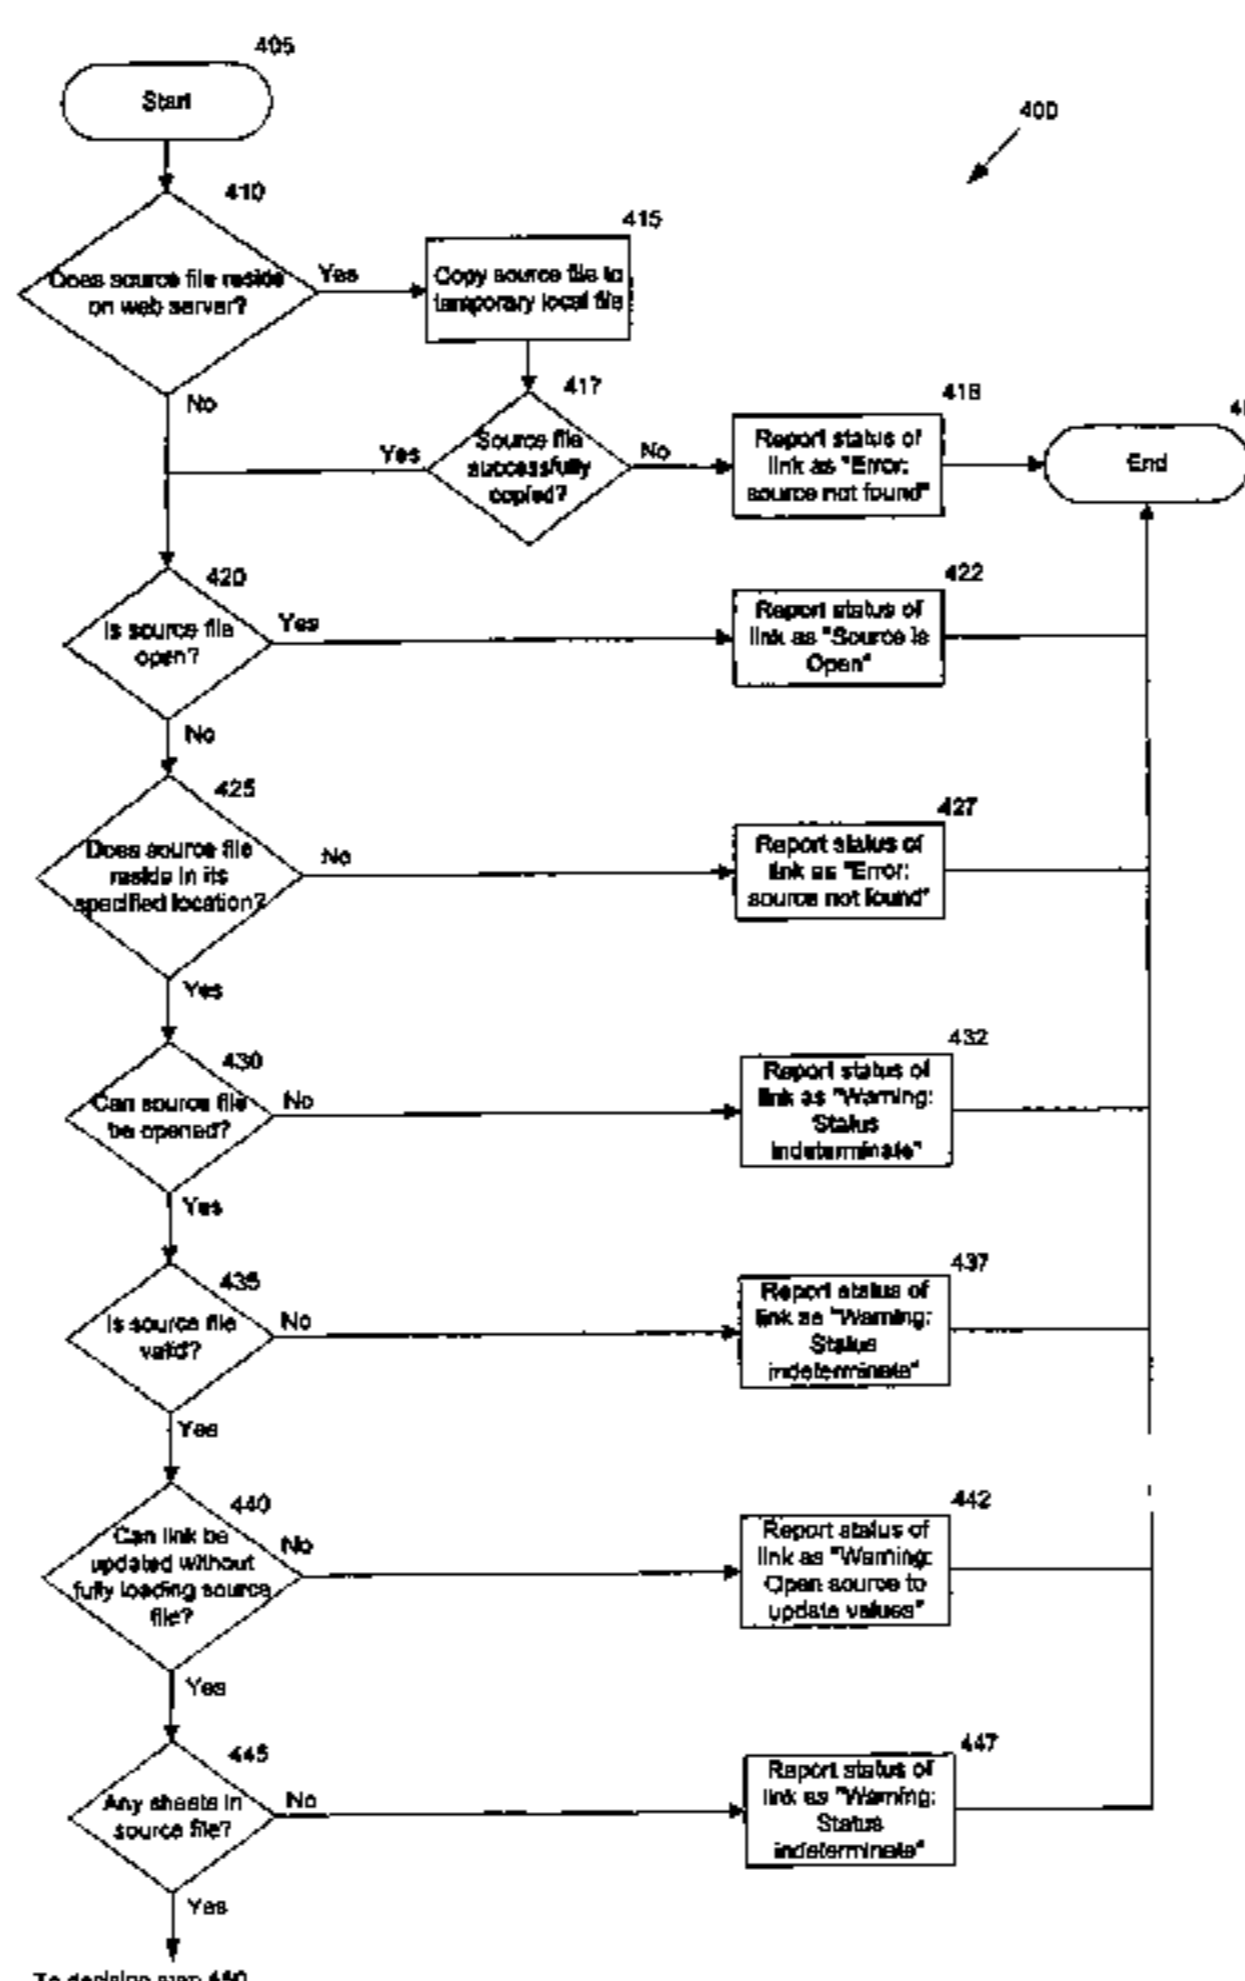 405
Start
400
410
Does source file reside
on web server?
Yes
415
Copy source file to
temporary local file
No
417
Source file
successfully
copied?
Yes
No
418
Report status of
link as "Error:
source not found"
End
420
Is source file
open?
Yes
422
Report status of
link as "Source is
Open"
No
425
Does source file
reside in its
specified location?
No
427
Report status of
link as "Error:
source not found"
Yes
430
Can source file
be opened?
No
432
Report status of
link as "Warning:
Status
indeterminate"
Yes
435
Is source file
valid?
No
437
Report status of
link as "Warning:
Status
indeterminate"
Yes
440
Can link be
updated without
fully loading source
file?
No
442
Report status of
link as "Warning:
Open source to
update values"
Yes
445
Any sheets in
source file?
No
447
Report status of
link as "Warning:
Status
indeterminate"
Yes
To decision step 450